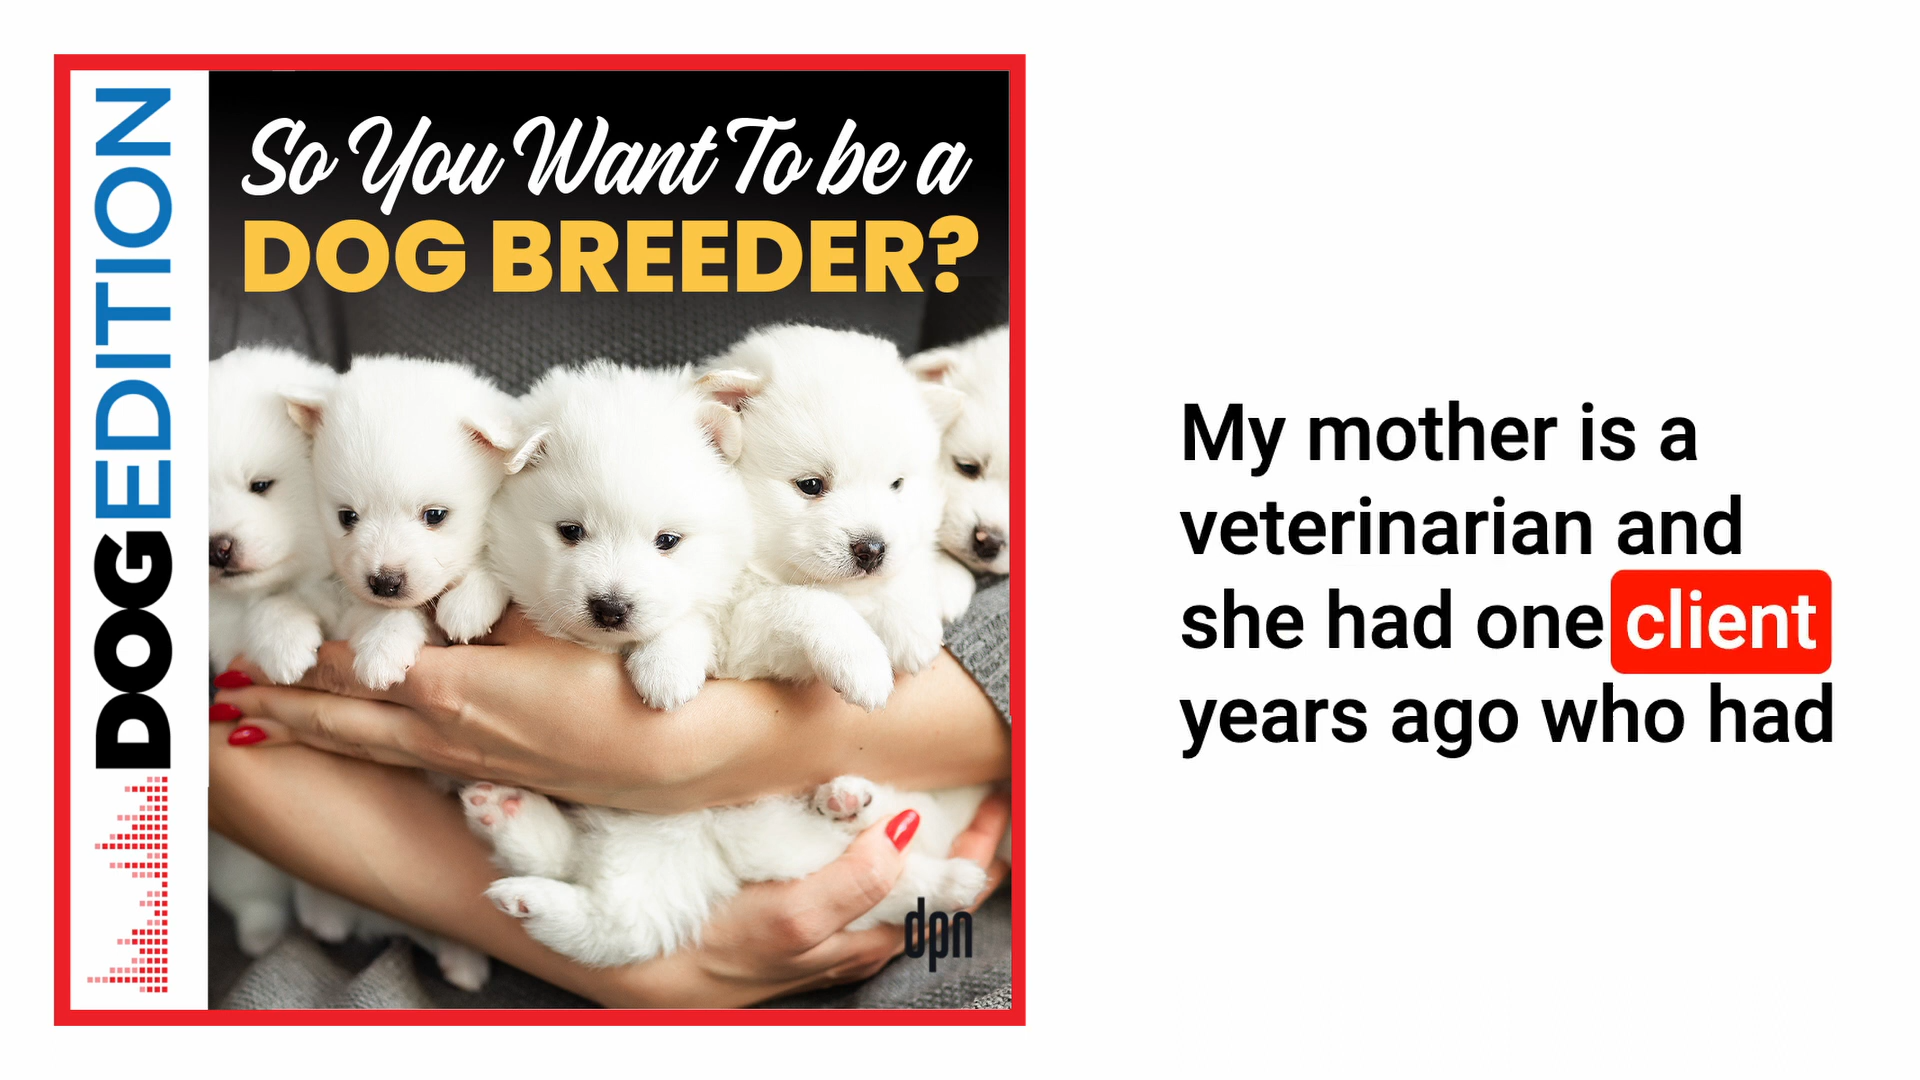 DOGEDITION
So You Want To be a
DOG BREEDER?
dpn
My mother is a
veterinarian and
she had one client
years ago who had